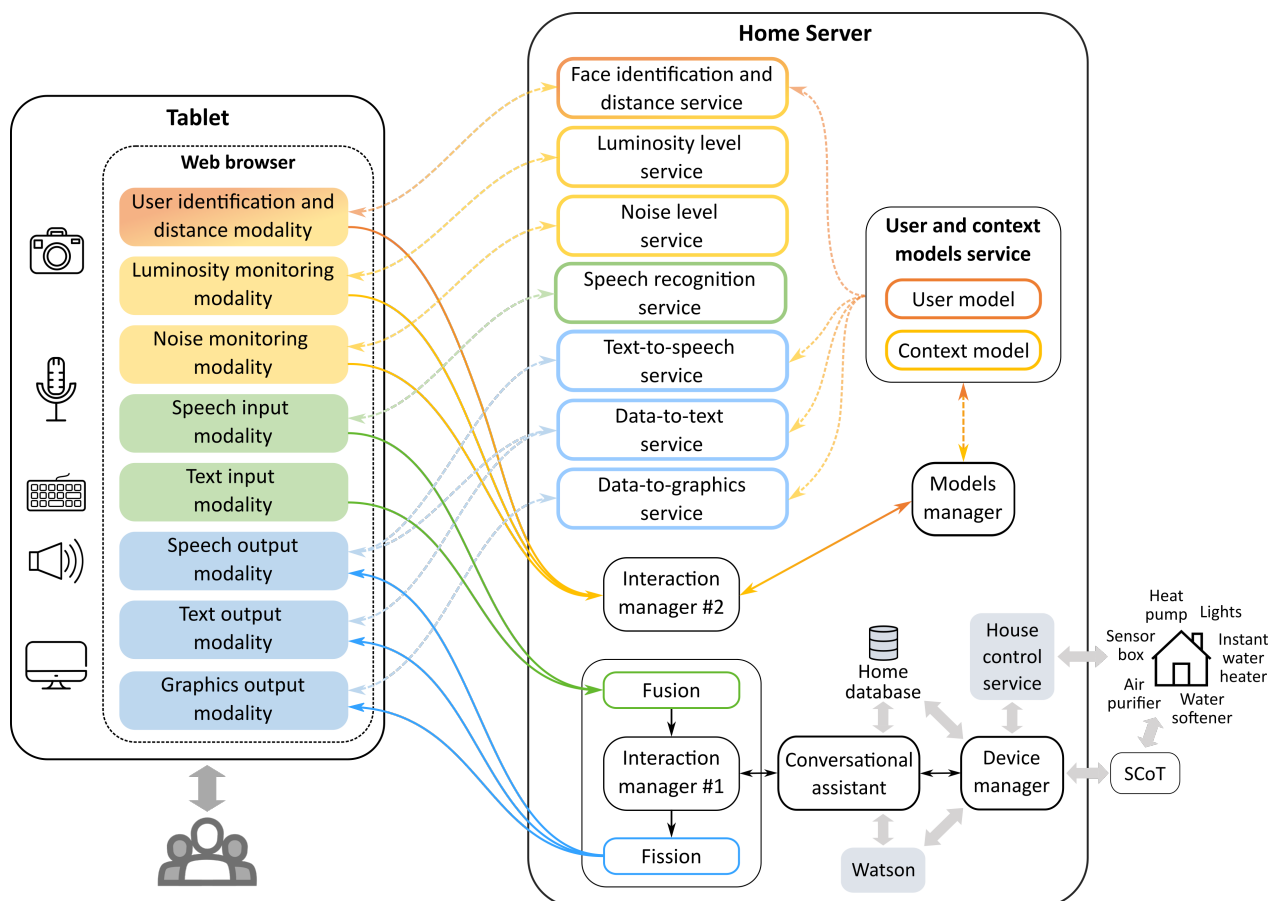 Home Server
Face identification and
distance service
Luminosity level
service
Noise level
service
Speech recognition
service
Text-to-speech
service
Data-to-text
service
Data-to-graphics
service
Tablet
Web browser
User identification and
distance modality
Luminosity monitoring
modality
Noise monitoring
modality
Speech input
modality
Text input
modality
Speech output
modality
Text output
modality
Graphics output
modality
User and context
models service
User model
Context model
Models
manager
Interaction
manager #2
Fusion
Interaction
manager #1
Fission
Home
database
Conversational
assistant
Watson
House
control
service
Device
manager
SCoT
Heat
pump
Lights
Sensor
box
Instant
water
heater
Air
purifier
Water
softener